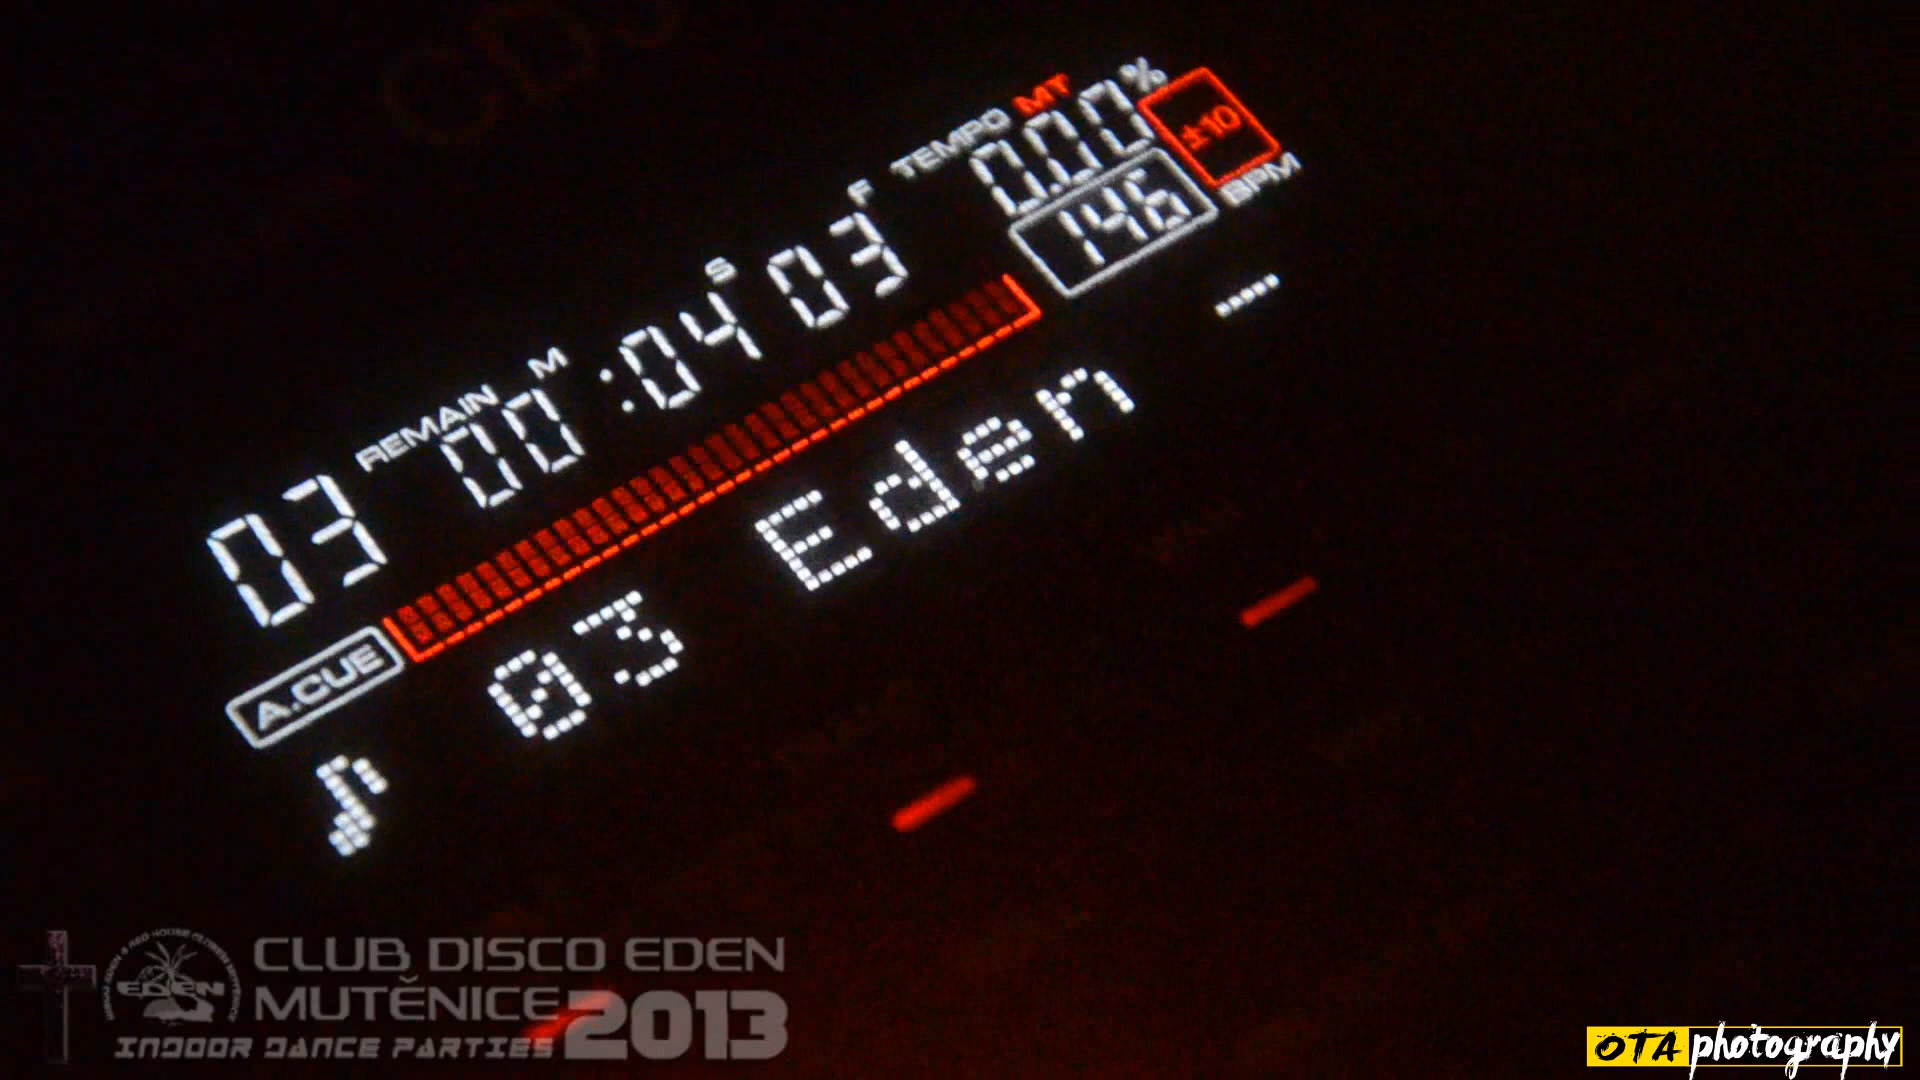 TEMPO MT
0.00%
±10
146 BPM
03 REMAIN 00 M :04 S 03 F
A.CUE
♪ 03 Eden
EDEN
CLUB DISCO EDEN
MUTĚNICE 2013
INDOOR DANCE PARTIES
OTA photography